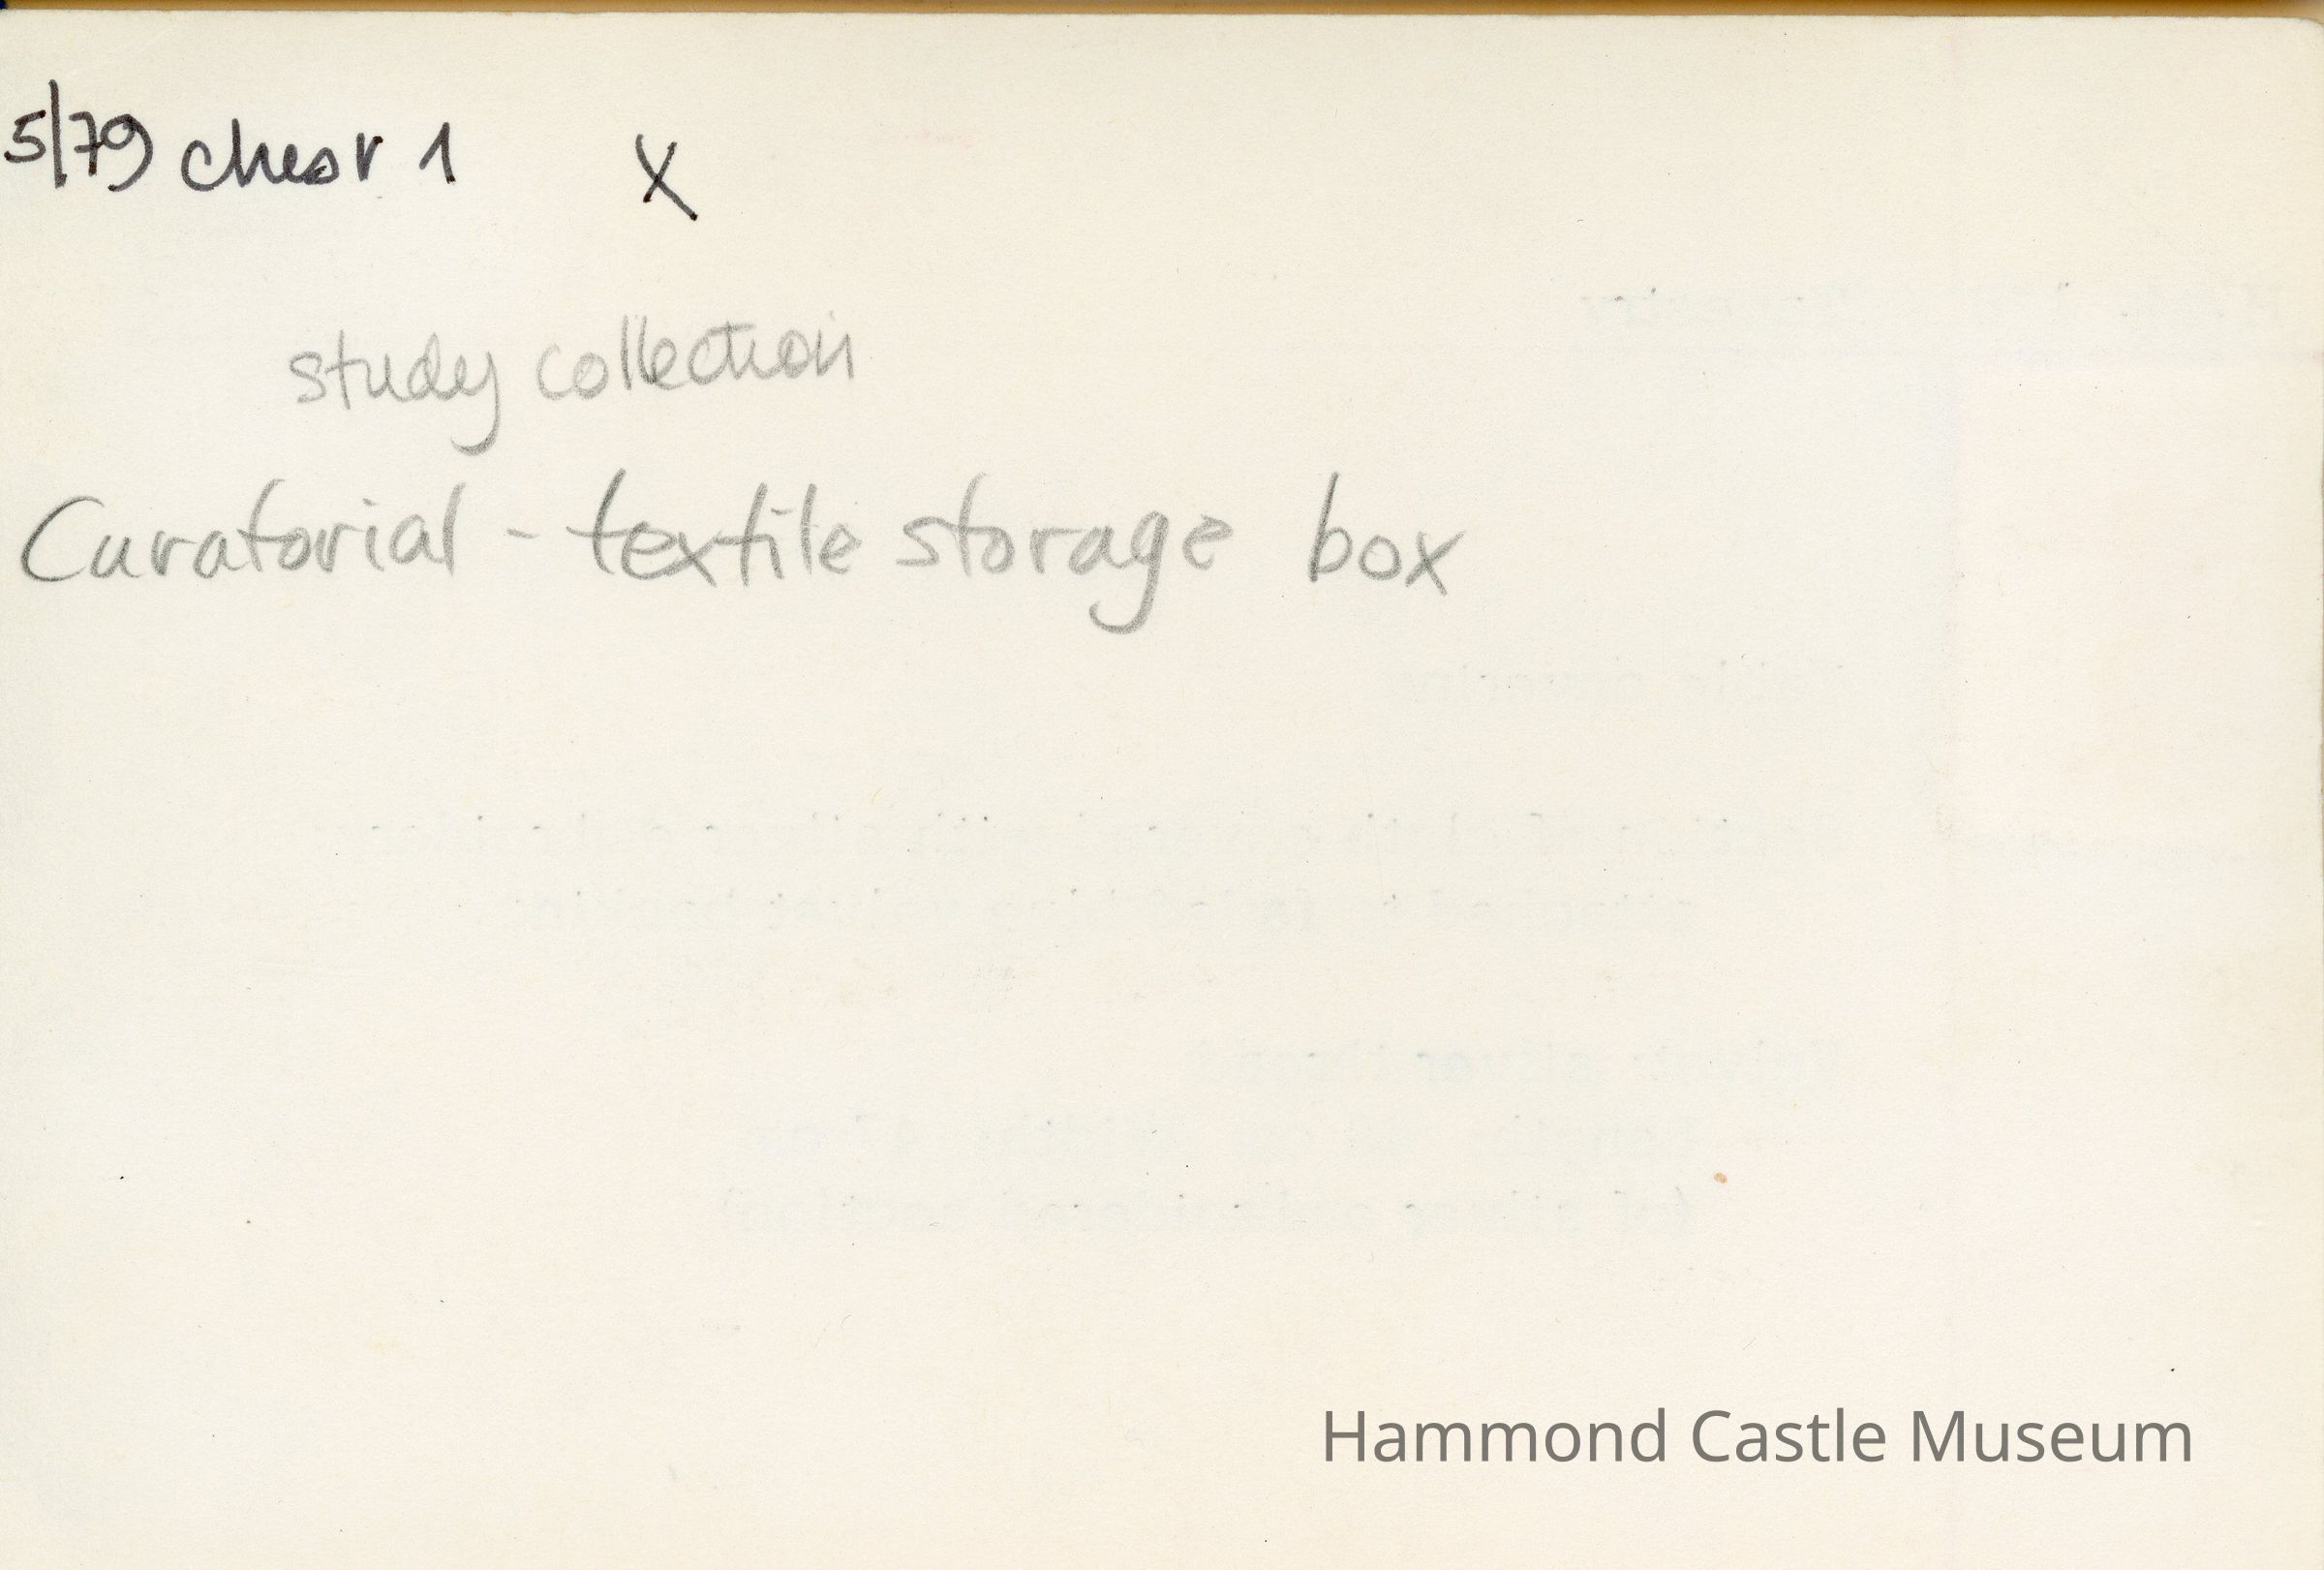 5/79 chest 1 X
study collection
Curatorial - textile storage box
Hammond Castle Museum